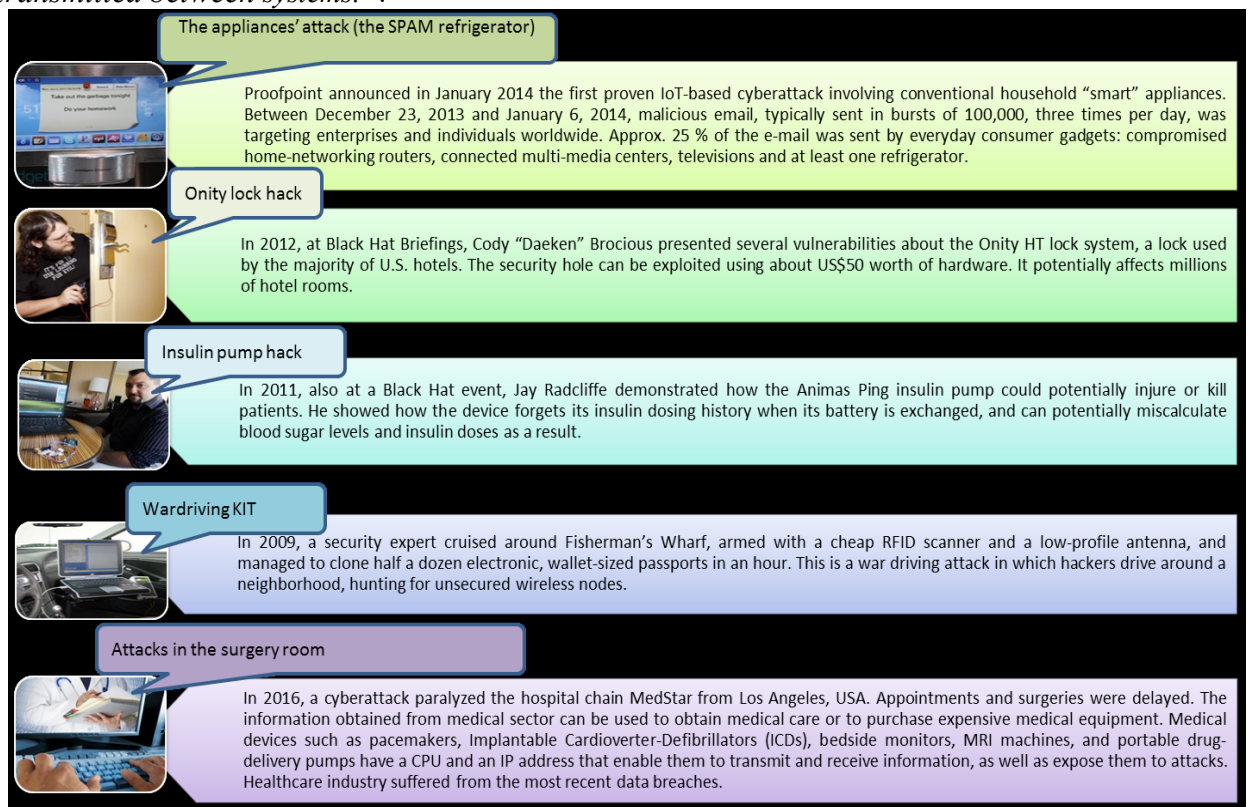 transmitted between systems.
The appliances’ attack (the SPAM refrigerator)
Take out the garbage tonight
Do your homework
Proofpoint announced in January 2014 the first proven IoT-based cyberattack involving conventional household “smart” appliances.
Between December 23, 2013 and January 6, 2014, malicious email, typically sent in bursts of 100,000, three times per day, was
targeting enterprises and individuals worldwide. Approx. 25 % of the e-mail was sent by everyday consumer gadgets: compromised
home-networking routers, connected multi-media centers, televisions and at least one refrigerator.
Onity lock hack
In 2012, at Black Hat Briefings, Cody “Daeken” Brocious presented several vulnerabilities about the Onity HT lock system, a lock used
by the majority of U.S. hotels. The security hole can be exploited using about US$50 worth of hardware. It potentially affects millions
of hotel rooms.
Insulin pump hack
In 2011, also at a Black Hat event, Jay Radcliffe demonstrated how the Animas Ping insulin pump could potentially injure or kill
patients. He showed how the device forgets its insulin dosing history when its battery is exchanged, and can potentially miscalculate
blood sugar levels and insulin doses as a result.
Wardriving KIT
In 2009, a security expert cruised around Fisherman’s Wharf, armed with a cheap RFID scanner and a low-profile antenna, and
managed to clone half a dozen electronic, wallet-sized passports in an hour. This is a war driving attack in which hackers drive around a
neighborhood, hunting for unsecured wireless nodes.
Attacks in the surgery room
In 2016, a cyberattack paralyzed the hospital chain MedStar from Los Angeles, USA. Appointments and surgeries were delayed. The
information obtained from medical sector can be used to obtain medical care or to purchase expensive medical equipment. Medical
devices such as pacemakers, Implantable Cardioverter-Defibrillators (ICDs), bedside monitors, MRI machines, and portable drug-
delivery pumps have a CPU and an IP address that enable them to transmit and receive information, as well as expose them to attacks.
Healthcare industry suffered from the most recent data breaches.